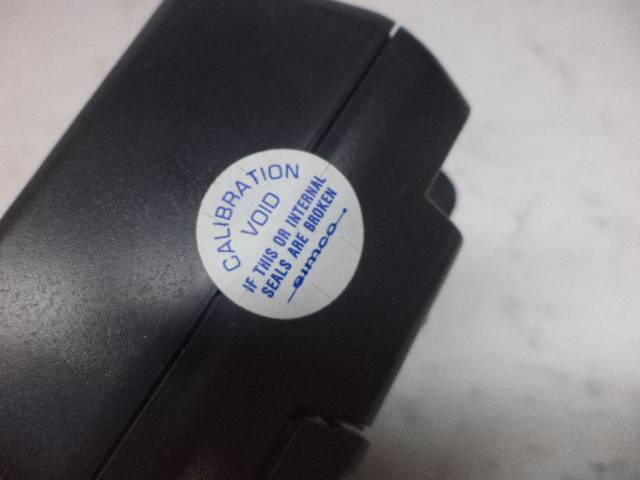 CALIBRATION
VOID
IF THIS OR INTERNAL
SEALS ARE BROKEN
simco